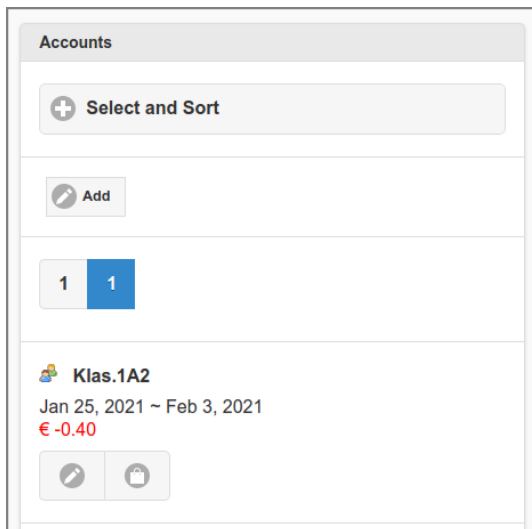 Accounts
Select and Sort
Add
1 1
Klas.1A2
Jan 25, 2021 ~ Feb 3, 2021
€ -0.40